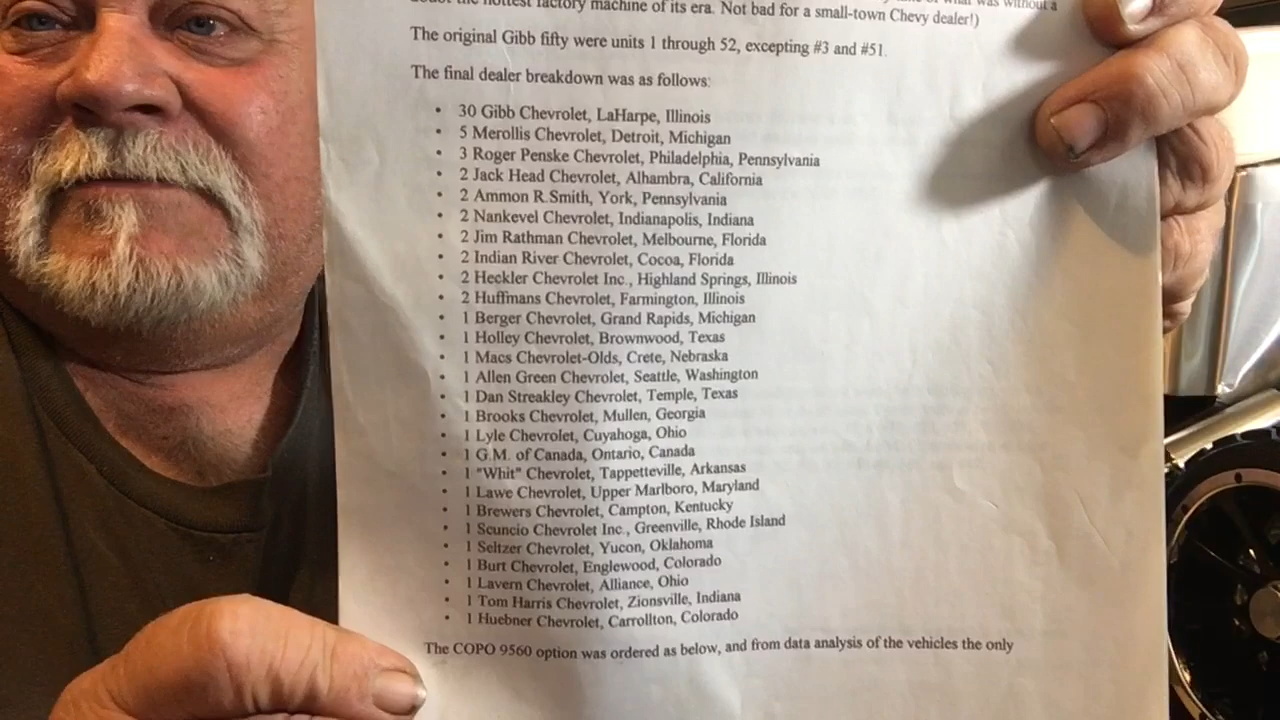 doubt the hottest factory machine of its era. Not bad for a small-town Chevy dealer!)
The original Gibb fifty were units 1 through 52, excepting #3 and #51.
The final dealer breakdown was as follows:
• 30 Gibb Chevrolet, LaHarpe, Illinois
• 5 Merollis Chevrolet, Detroit, Michigan
• 3 Roger Penske Chevrolet, Philadelphia, Pennsylvania
• 2 Jack Head Chevrolet, Alhambra, California
• 2 Ammon R.Smith, York, Pennsylvania
• 2 Nankevel Chevrolet, Indianapolis, Indiana
• 2 Jim Rathman Chevrolet, Melbourne, Florida
• 2 Indian River Chevrolet, Cocoa, Florida
• 2 Heckler Chevrolet Inc., Highland Springs, Illinois
• 2 Huffmans Chevrolet, Farmington, Illinois
• 1 Berger Chevrolet, Grand Rapids, Michigan
• 1 Holley Chevrolet, Brownwood, Texas
• 1 Macs Chevrolet-Olds, Crete, Nebraska
• 1 Allen Green Chevrolet, Seattle, Washington
• 1 Dan Streakley Chevrolet, Temple, Texas
• 1 Brooks Chevrolet, Mullen, Georgia
• 1 Lyle Chevrolet, Cuyahoga, Ohio
• 1 G.M. of Canada, Ontario, Canada
• 1 "Whit" Chevrolet, Tappetteville, Arkansas
• 1 Lawe Chevrolet, Upper Marlboro, Maryland
• 1 Brewers Chevrolet, Campton, Kentucky
• 1 Scuncio Chevrolet Inc., Greenville, Rhode Island
• 1 Seltzer Chevrolet, Yucon, Oklahoma
• 1 Burt Chevrolet, Englewood, Colorado
• 1 Lavern Chevrolet, Alliance, Ohio
• 1 Tom Harris Chevrolet, Zionsville, Indiana
• 1 Huebner Chevrolet, Carrollton, Colorado
The COPO 9560 option was ordered as below, and from data analysis of the vehicles the only